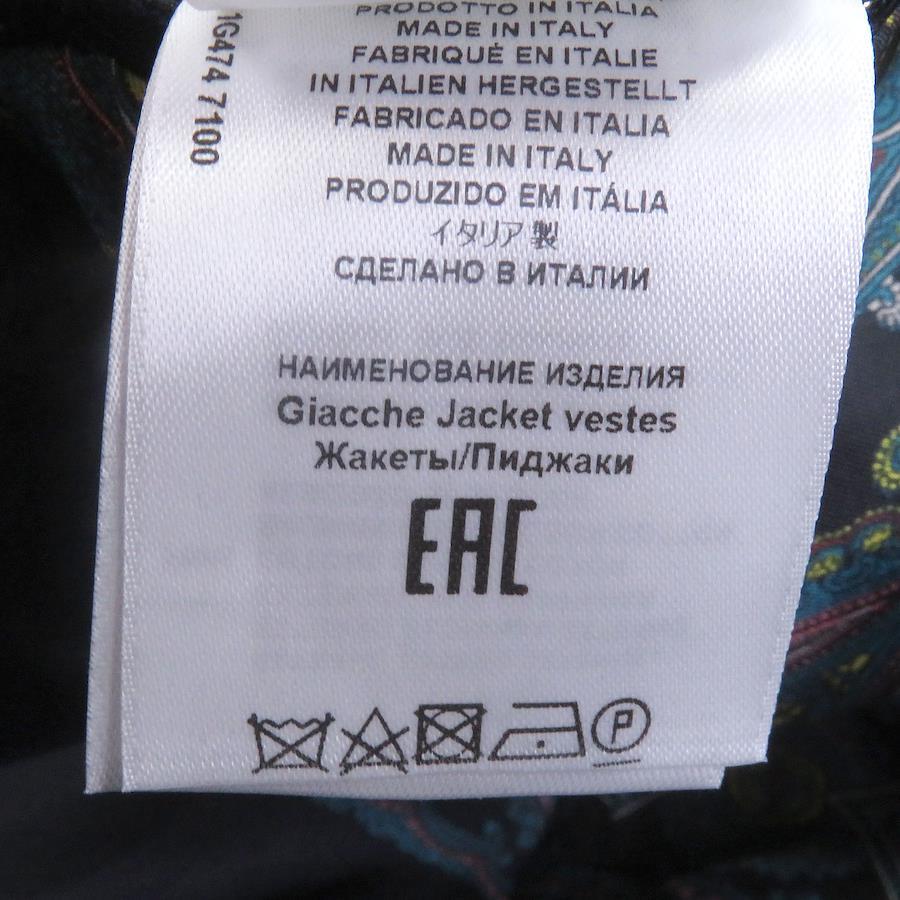 PRODOTTO IN ITALIA
MADE IN ITALY
FABRIQUÉ EN ITALIE
IN ITALIEN HERGESTELLT
FABRICADO EN ITALIA
MADE IN ITALY
PRODUZIDO EM ITÁLIA
イタリア製
СДЕЛАНО В ИТАЛИИ
НАИМЕНОВАНИЕ ИЗДЕЛИЯ
Giacche Jacket vestes
Жакеты/Пиджаки
EAC
P
1G474 7100